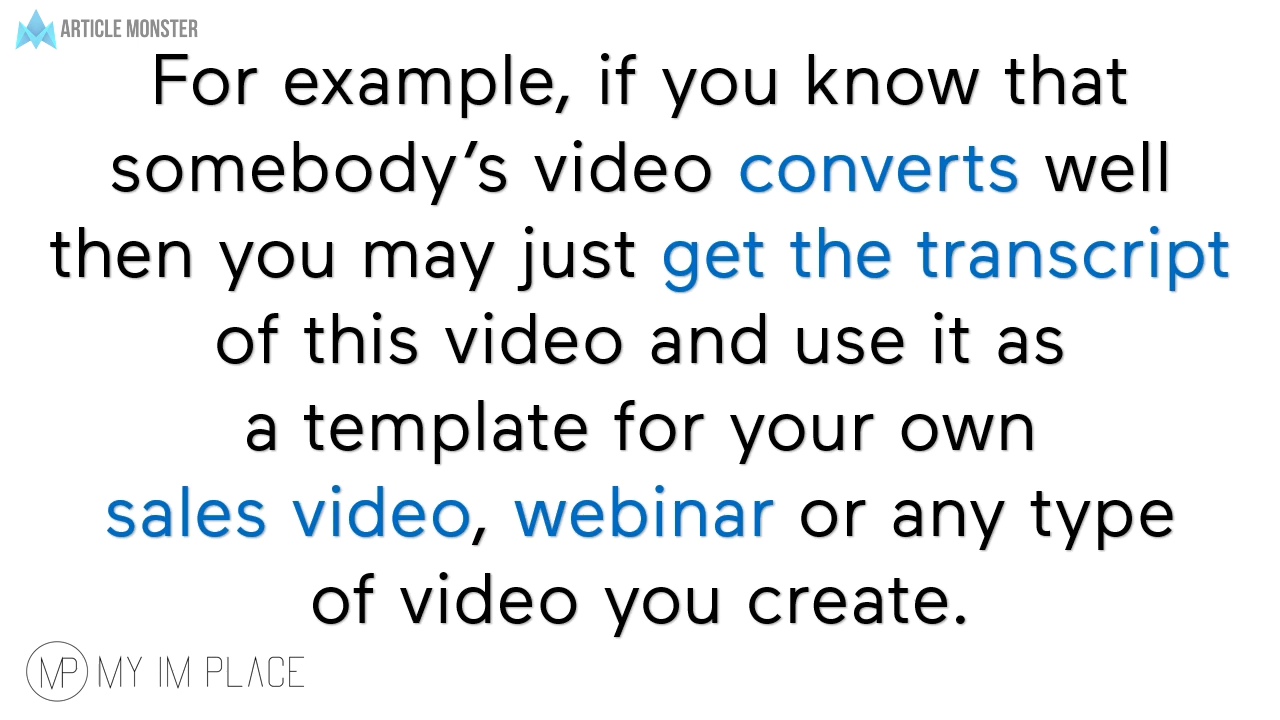 ARTICLE MONSTER
For example, if you know that
somebody’s video converts well
then you may just get the transcript
of this video and use it as
a template for your own
sales video, webinar or any type
of video you create.
MP MY IM PLACE